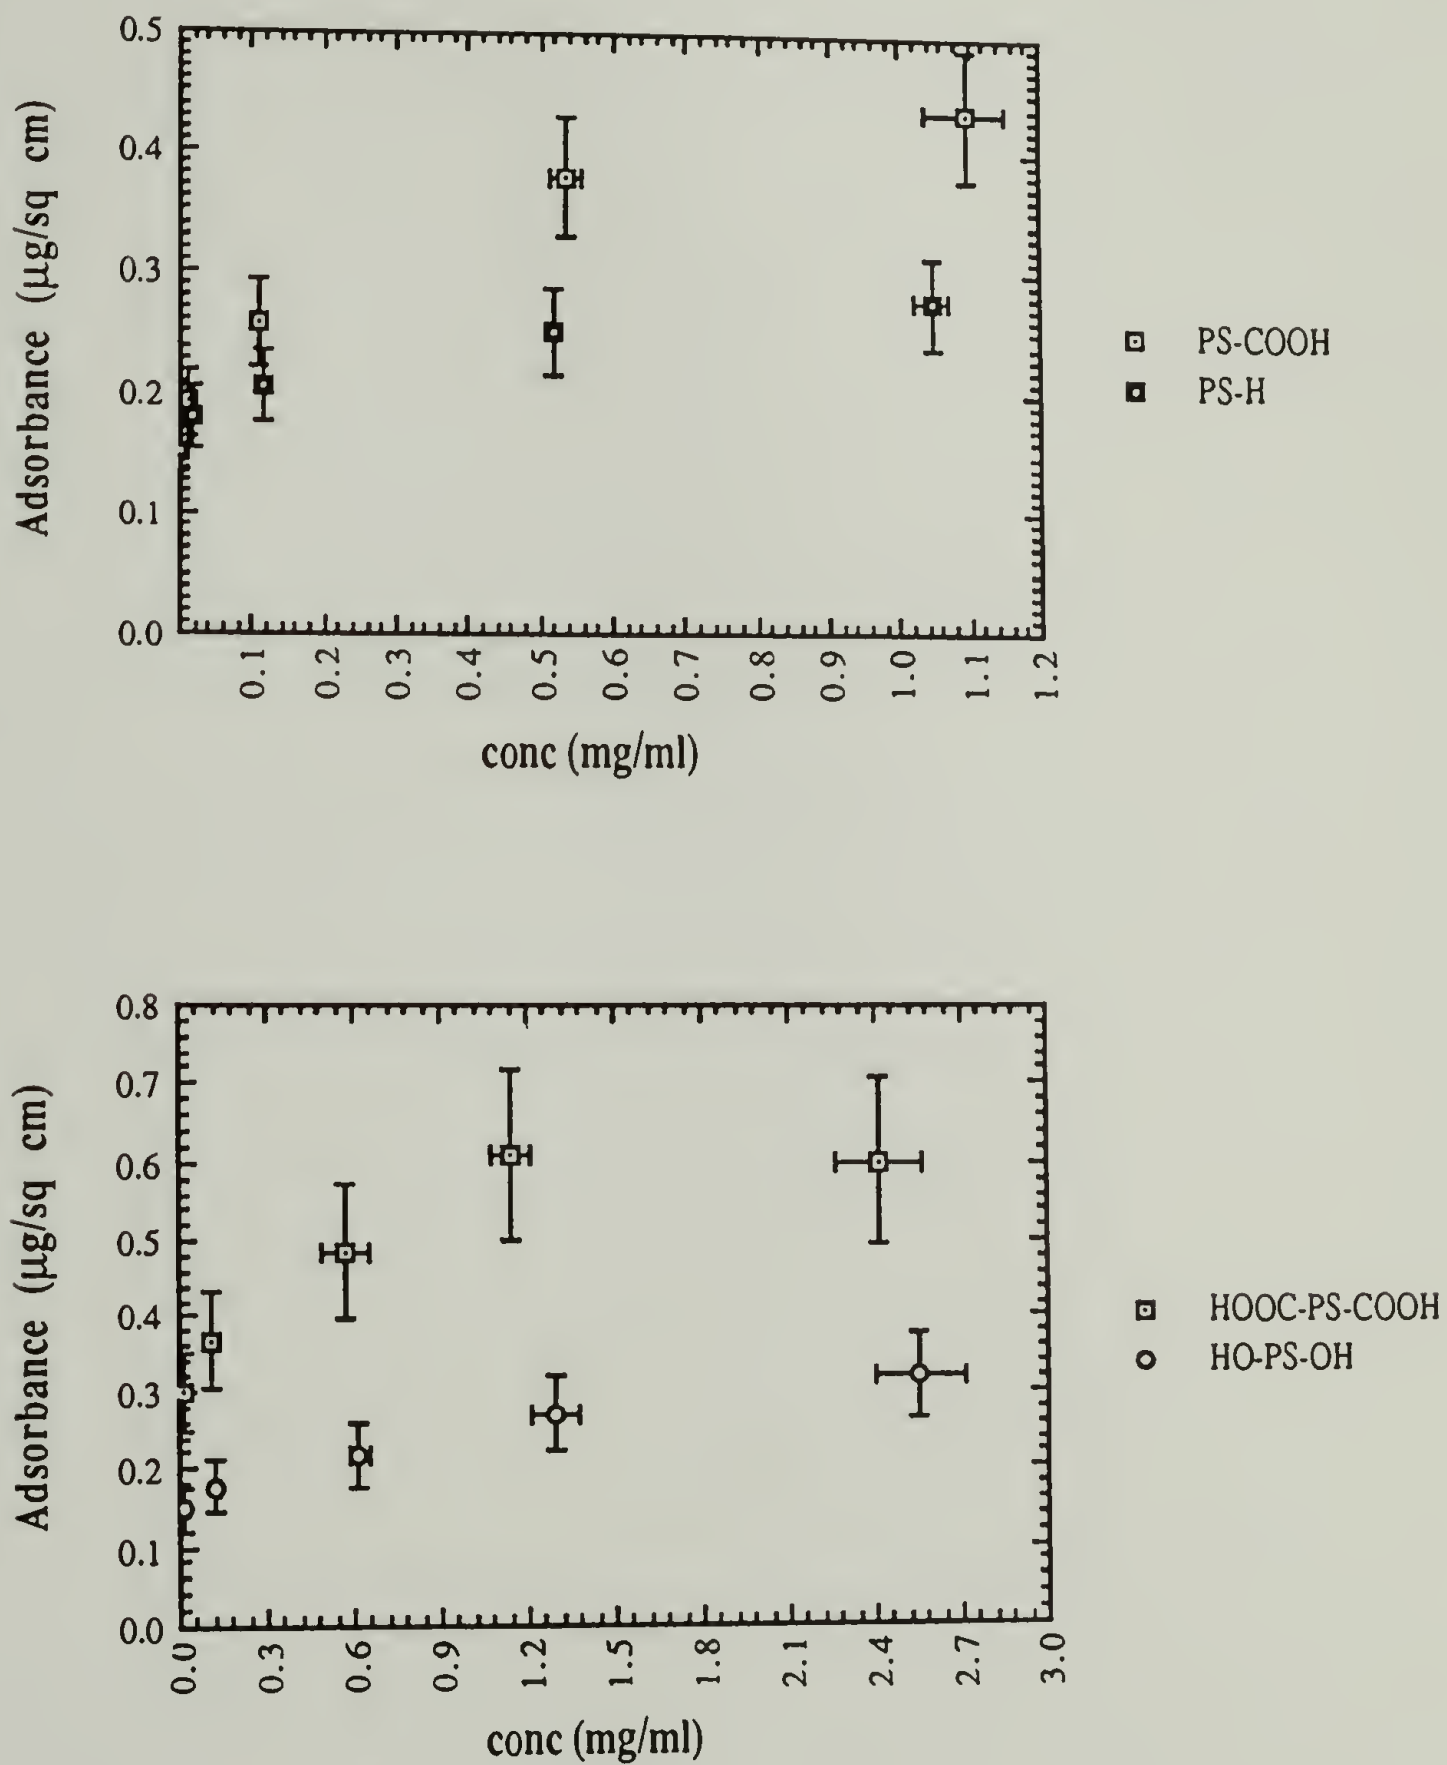 0.5
0.4
0.3
0.2
0.1
0.0
Adsorbance (µg/sq cm)
0.1 0.2 0.3 0.4 0.5 0.6 0.7 0.8 0.9 1.0 1.1 1.2
conc (mg/ml)
PS-COOH
PS-H
0.8
0.7
0.6
0.5
0.4
0.3
0.2
0.1
0.0
Adsorbance (µg/sq cm)
0.0 0.3 0.6 0.9 1.2 1.5 1.8 2.1 2.4 2.7 3.0
conc (mg/ml)
HOOC-PS-COOH
HO-PS-OH